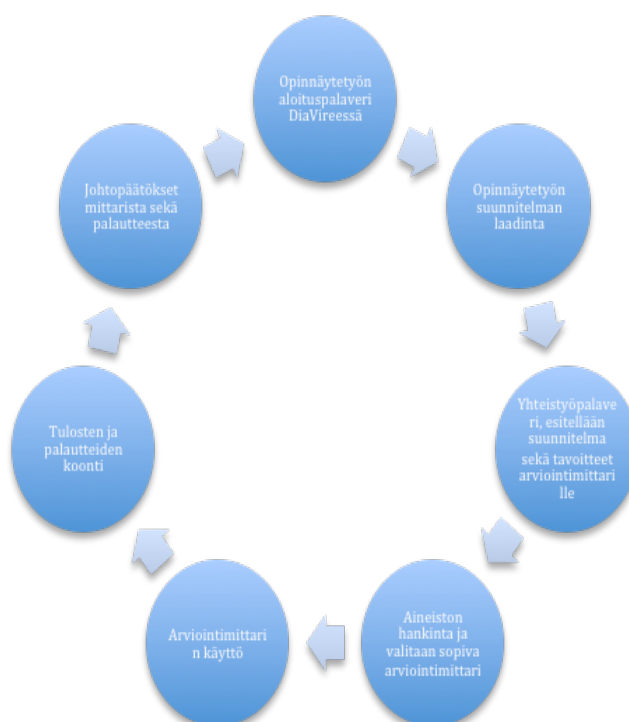 Opinnäytetyön
aloituspalaveri
DiaVireessä
Opinnäytetyön
suunnitelman
laadinta
Yhteistyöpalave
ri, esitellään
suunnitelma
sekä tavoitteet
arviointimittari
lle
Aineiston
hankinta ja
valitaan sopiva
arviointimittari
Arviointimittari
n käyttö
Tulosten ja
palautteiden
koonti
Johtopäätökset
mittarista sekä
palautteesta